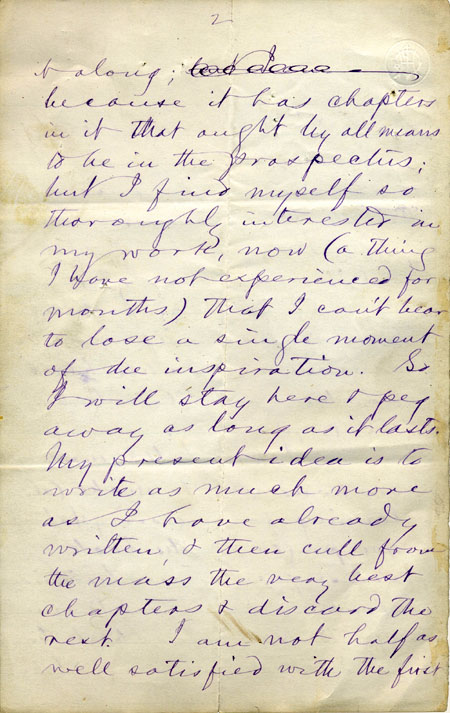 2
& along;
because it has chapters
in it that ought by all means
to be in the prospectus;
but I find myself so
thoroughly interested in
my work, now (a thing
I have not experienced for
months) that I can't bear
to lose a single moment
of the inspiration. So
I will stay here & peg
away as long as it lasts.
My present idea is to
write as much more
as I have already
written, & then cull from
the mass the very best
chapters & discard the
rest. I am not half as
well satisfied with the first